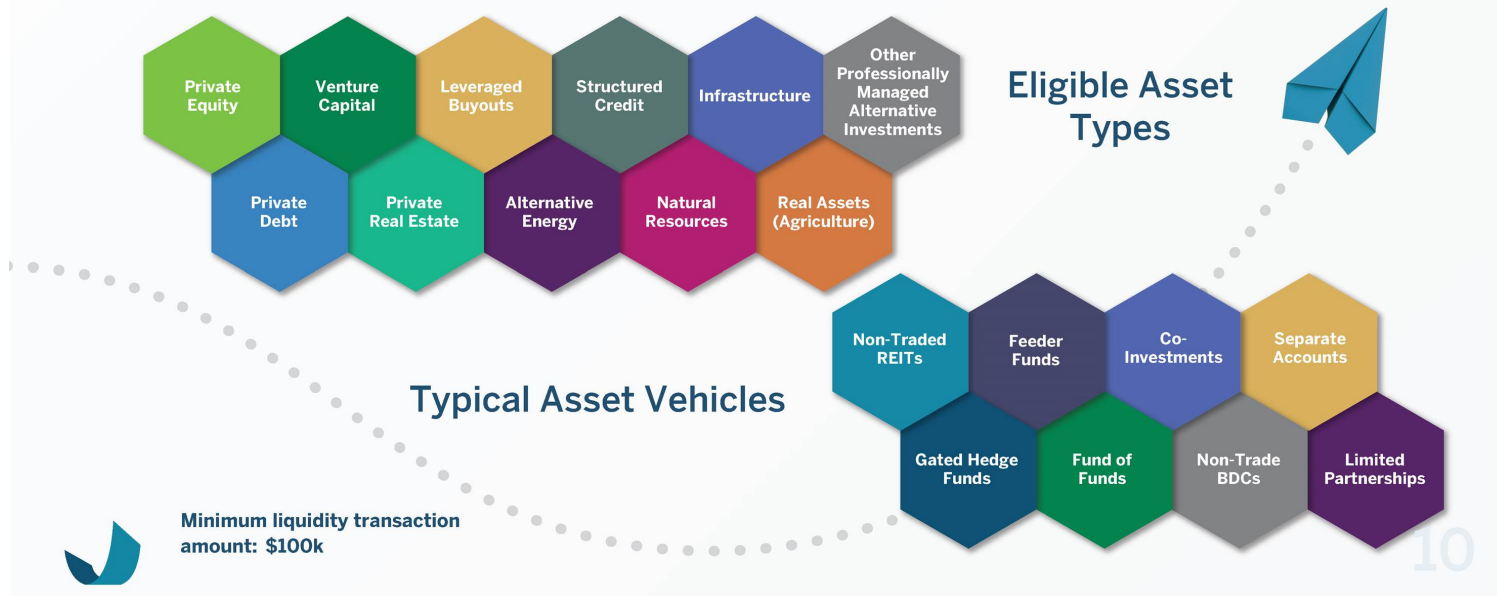 Private
Equity
Venture
Capital
Leveraged
Buyouts
Structured
Credit
Infrastructure
Other
Professionally
Managed
Alternative
Investments
Eligible Asset
Types
Private
Debt
Private
Real Estate
Alternative
Energy
Natural
Resources
Real Assets
(Agriculture)
Typical Asset Vehicles
Non-Traded
REITs
Feeder
Funds
Co-
Investments
Separate
Accounts
Gated Hedge
Funds
Fund of
Funds
Non-Trade
BDCs
Limited
Partnerships
Minimum liquidity transaction
amount: $100k
10